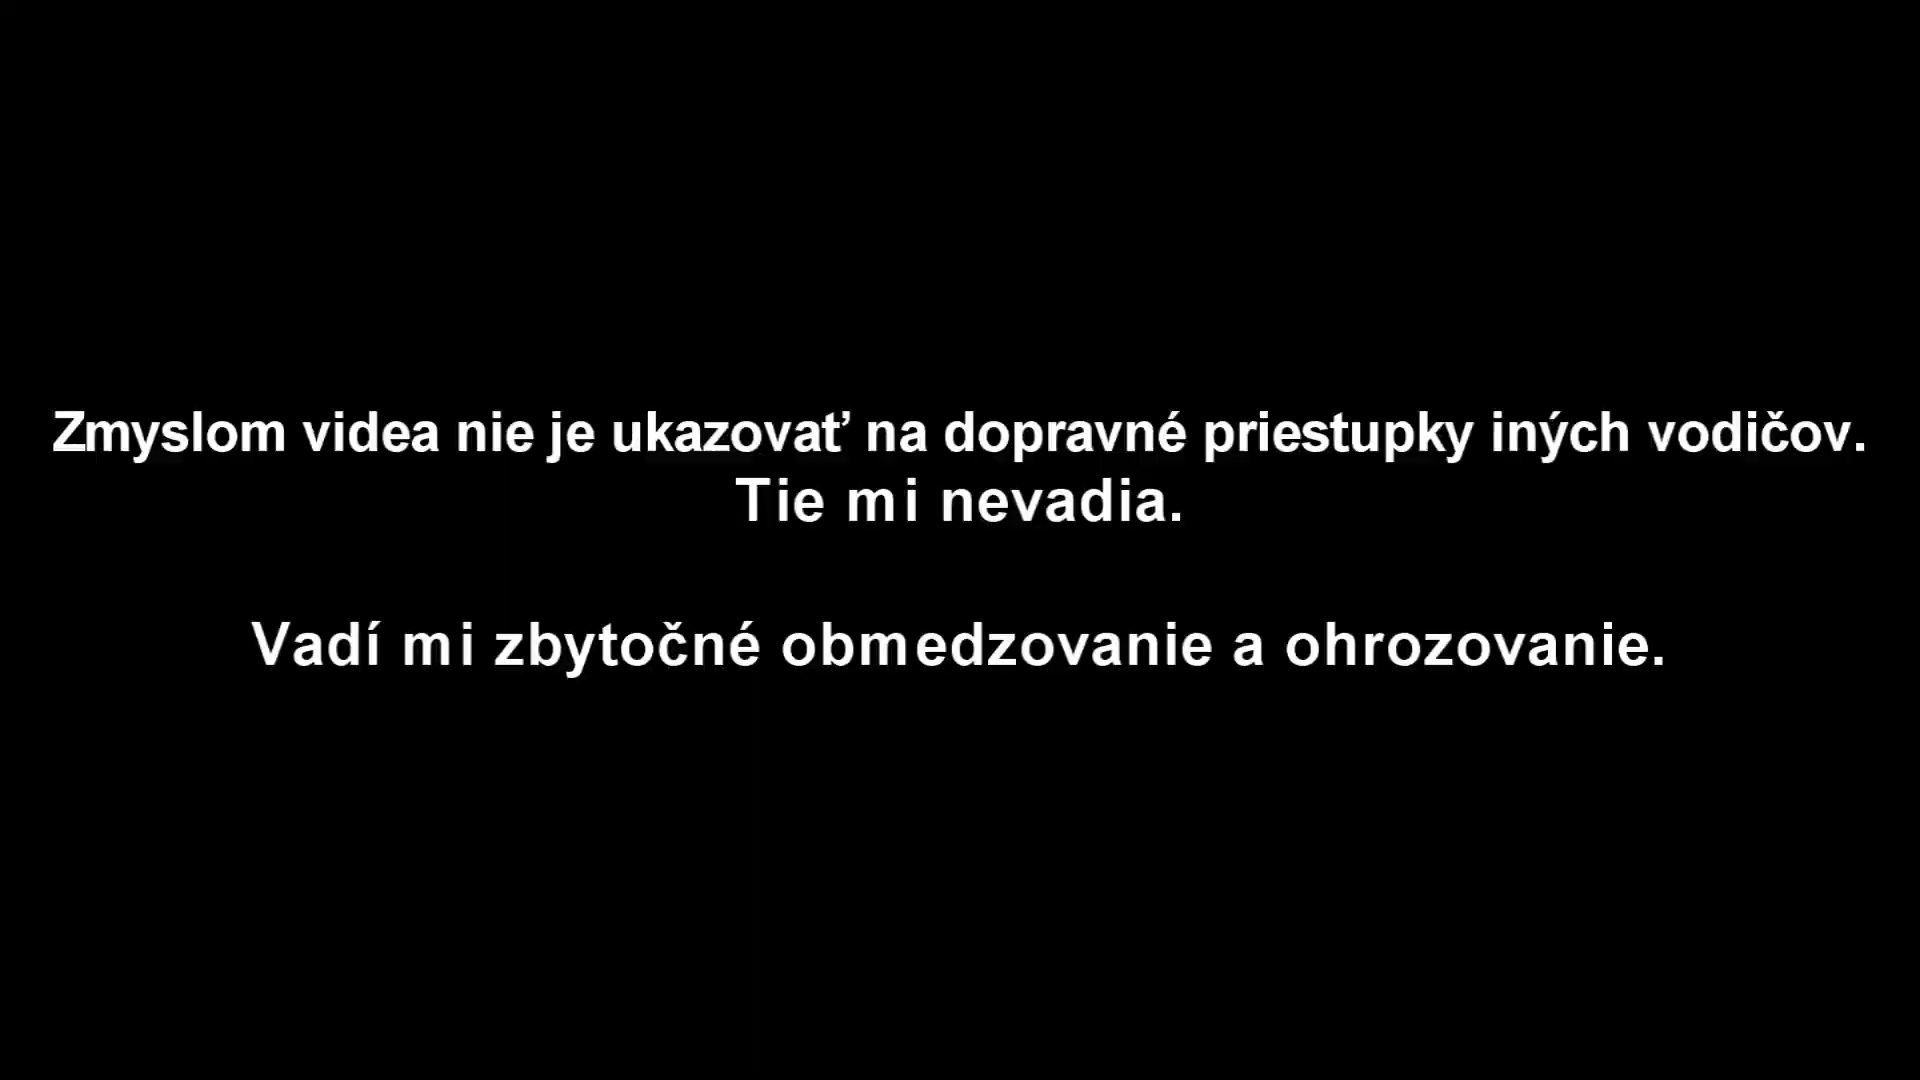 Zmyslom videa nie je ukazovať na dopravné priestupky iných vodičov.
Tie mi nevadia.
Vadí mi zbytočné obmedzovanie a ohrozovanie.